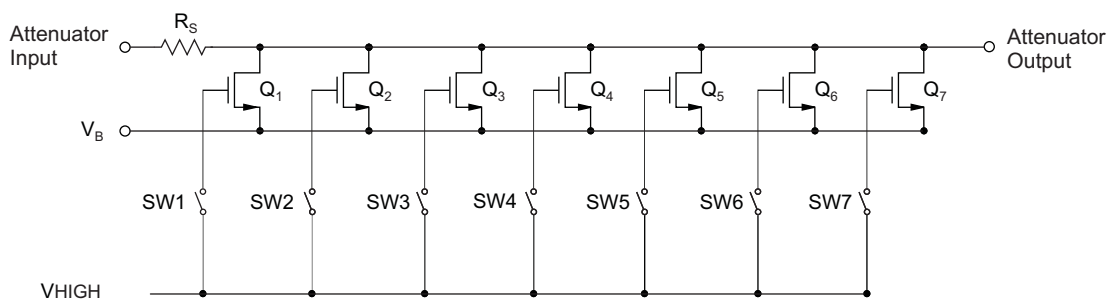 Attenuator
Input
R_S
Attenuator
Output
Q_1
Q_2
Q_3
Q_4
Q_5
Q_6
Q_7
V_B
SW1
SW2
SW3
SW4
SW5
SW6
SW7
VHIGH